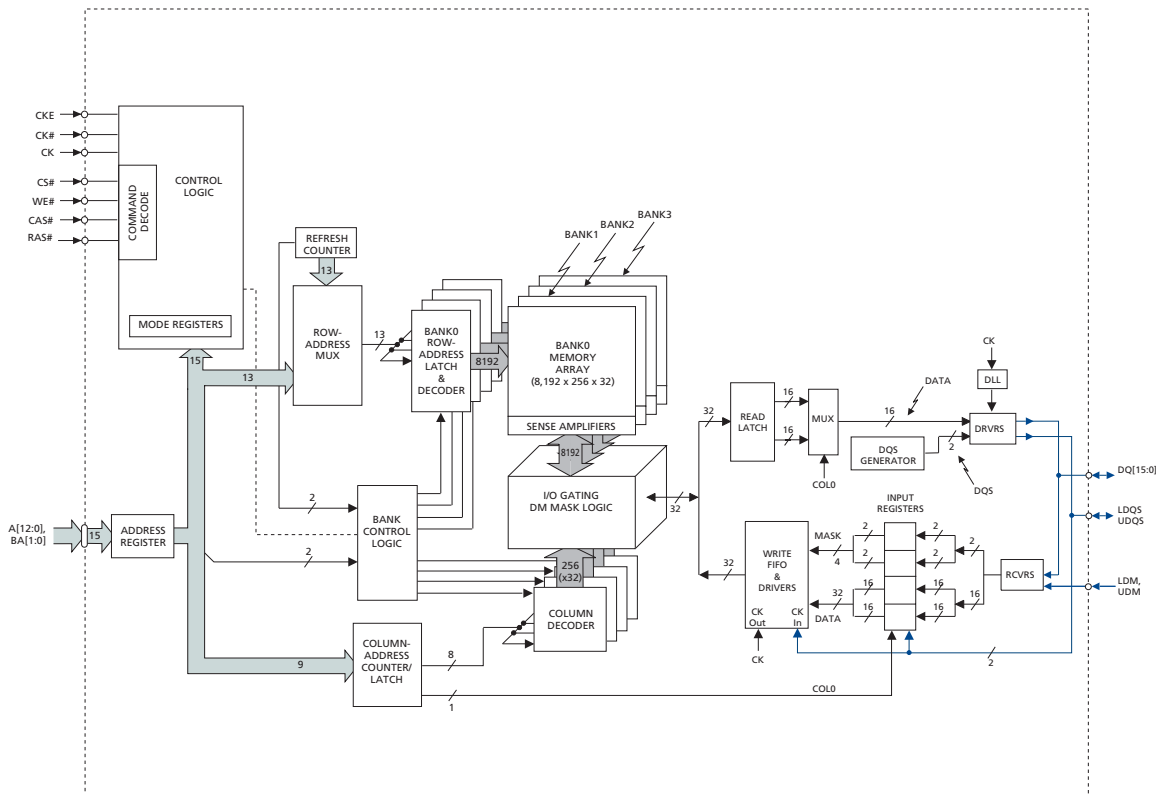 CKE
CK#
CK
CS#
WE#
CAS#
RAS#
COMMAND
DECODE
CONTROL
LOGIC
MODE REGISTERS
15
REFRESH
COUNTER
13
ROW-
ADDRESS
MUX
13
13
BANK0
ROW-
ADDRESS
LATCH
&
DECODER
8192
BANK1
BANK2
BANK3
BANK0
MEMORY
ARRAY
(8,192 x 256 x 32)
SENSE AMPLIFIERS
8192
I/O GATING
DM MASK LOGIC
32
256
(x32)
COLUMN
DECODER
A[12:0],
BA[1:0]
15
ADDRESS
REGISTER
2
2
BANK
CONTROL
LOGIC
9
COLUMN-
ADDRESS
COUNTER/
LATCH
8
1
COL0
32
READ
LATCH
16
16
MUX
COL0
16
DATA
DQS
GENERATOR
2
DQS
CK
DLL
DRVRS
DQ[15:0]
LDQS
UDQS
LDM,
UDM
RCVRS
INPUT
REGISTERS
32
WRITE
FIFO
&
DRIVERS
CK
Out
CK
In
CK
MASK
4
32
DATA
2
2
16
16
2
2
16
16
2
16
2